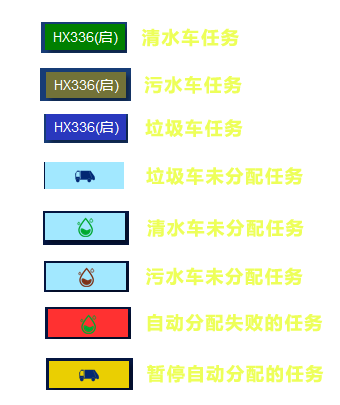 HX336(启) 清水车任务
HX336(启) 污水车任务
HX336(启) 垃圾车任务
垃圾车未分配任务
清水车未分配任务
污水车未分配任务
自动分配失败的任务
暂停自动分配的任务